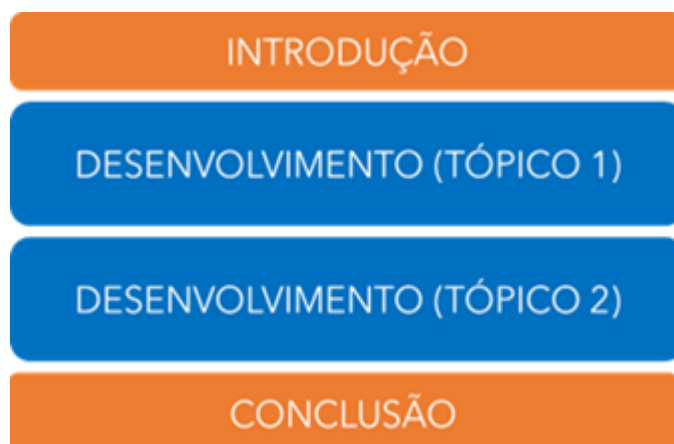 INTRODUÇÃO
DESENVOLVIMENTO (TÓPICO 1)
DESENVOLVIMENTO (TÓPICO 2)
CONCLUSÃO